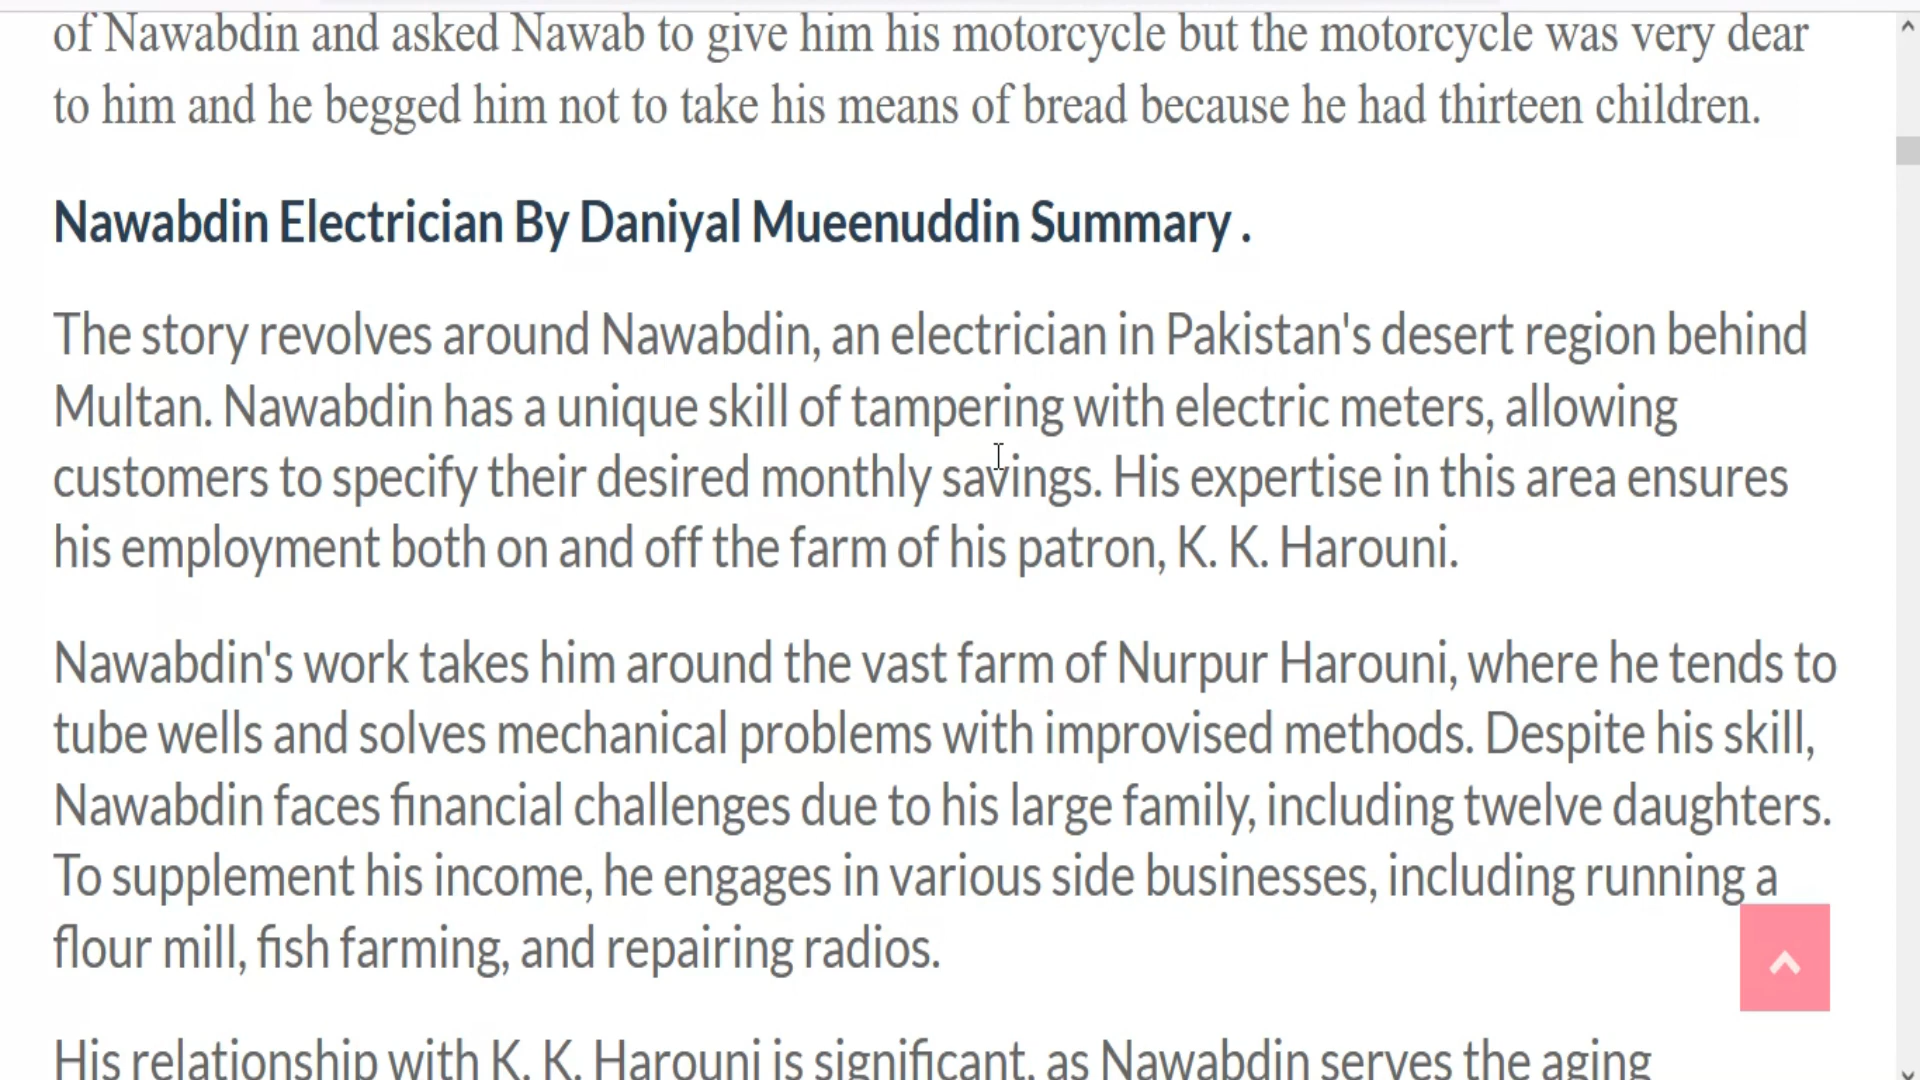 of Nawabdin and asked Nawab to give him his motorcycle but the motorcycle was very dear
to him and he begged him not to take his means of bread because he had thirteen children.
Nawabdin Electrician By Daniyal Mueenuddin Summary .
The story revolves around Nawabdin, an electrician in Pakistan's desert region behind
Multan. Nawabdin has a unique skill of tampering with electric meters, allowing
customers to specify their desired monthly savings. His expertise in this area ensures
his employment both on and off the farm of his patron, K. K. Harouni.
Nawabdin's work takes him around the vast farm of Nurpur Harouni, where he tends to
tube wells and solves mechanical problems with improvised methods. Despite his skill,
Nawabdin faces financial challenges due to his large family, including twelve daughters.
To supplement his income, he engages in various side businesses, including running a
flour mill, fish farming, and repairing radios.
His relationship with K. K. Harouni is significant, as Nawabdin serves the aging